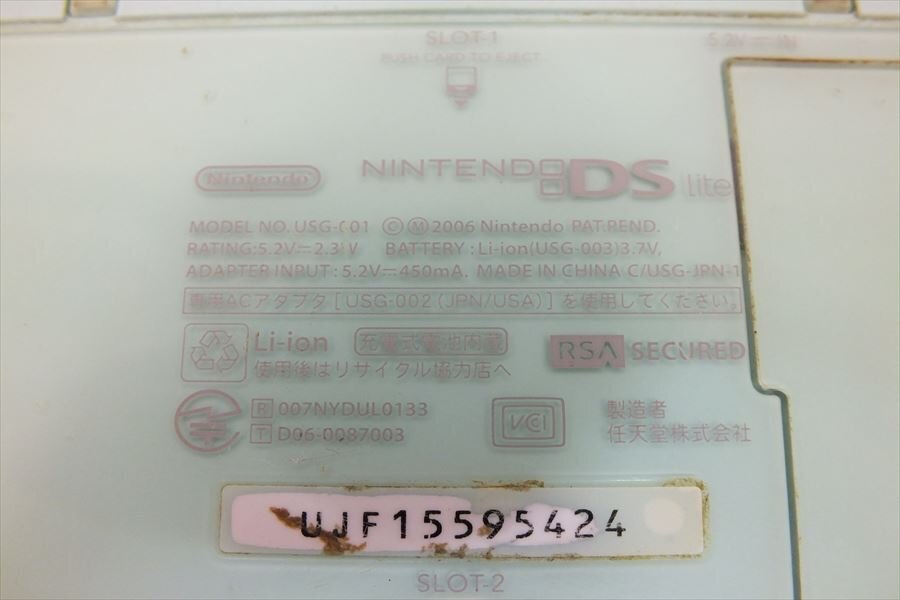 SLOT-1
PUSH CARD TO EJECT.
5.2V⎓IN
Nintendo
NINTENDO DS lite
MODEL NO. USG-001 ©Ⓜ2006 Nintendo PAT.PEND.
RATING:5.2V⎓2.3W BATTERY : Li-ion(USG-003)3.7V,
ADAPTER INPUT : 5.2V⎓450mA. MADE IN CHINA C/USG-JPN-1
専用ACアダプタ [USG-002 (JPN/USA)] を使用してください。
Li-ion 充電式電池内蔵
使用後はリサイクル協力店へ
RSA SECURED
R 007NYDUL0133
T D06-0087003
VCI
製造者
任天堂株式会社
UJF15595424
SLOT-2